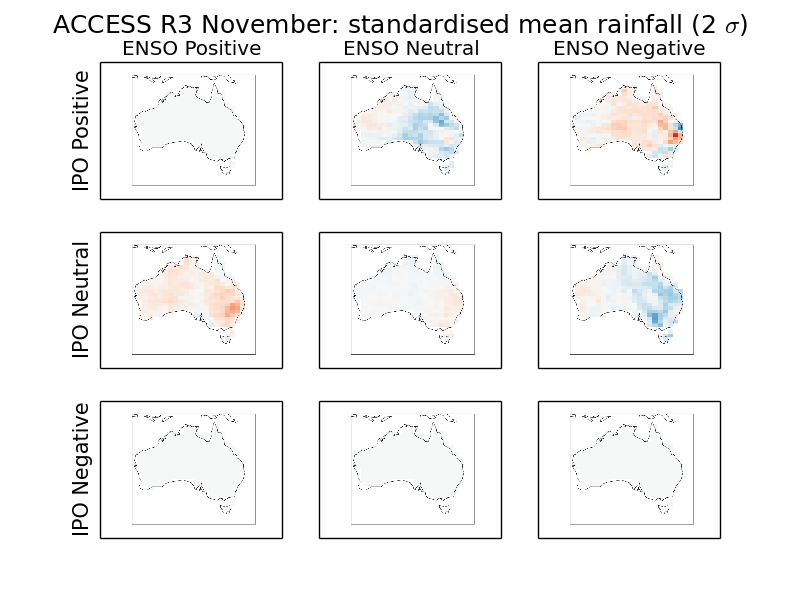 ACCESS R3 November: standardised mean rainfall (2 σ)
ENSO Positive
ENSO Neutral
ENSO Negative
IPO Positive
IPO Neutral
IPO Negative